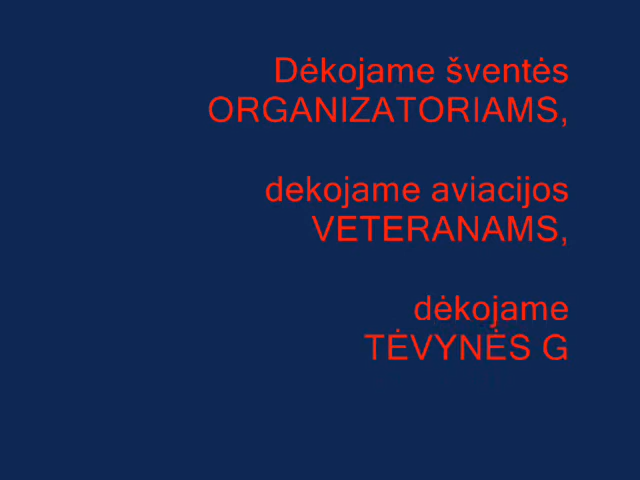 Dėkojame šventės
ORGANIZATORIAMS,
dekojame aviacijos
VETERANAMS,
dėkojame
TĖVYNĖS G